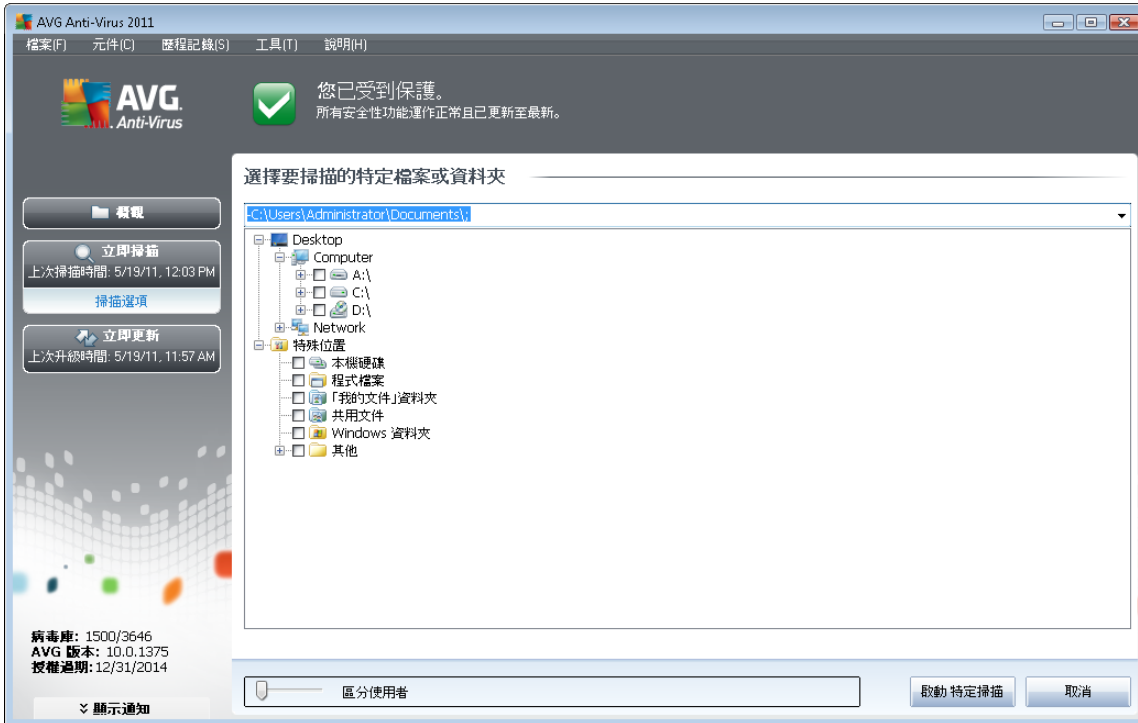 AVG Anti-Virus 2011
檔案(F) 元件(C) 歷程記錄(S) 工具(T) 說明(H)
AVG.
Anti-Virus
您已受到保護。
所有安全性功能運作正常且已更新至最新。
選擇要掃描的特定檔案或資料夾
概觀
立即掃描
上次掃描時間: 5/19/11, 12:03 PM
掃描選項
立即更新
上次升級時間: 5/19/11, 11:57 AM
-C:\Users\Administrator\Documents\;
Desktop
Computer
A:\
C:\
D:\
Network
特殊位置
本機硬碟
程式檔案
「我的文件」資料夾
共用文件
Windows 資料夾
其他
病毒庫: 1500/3646
AVG 版本: 10.0.1375
授權過期: 12/31/2014
顯示通知
區分使用者
啟動 特定掃描
取消